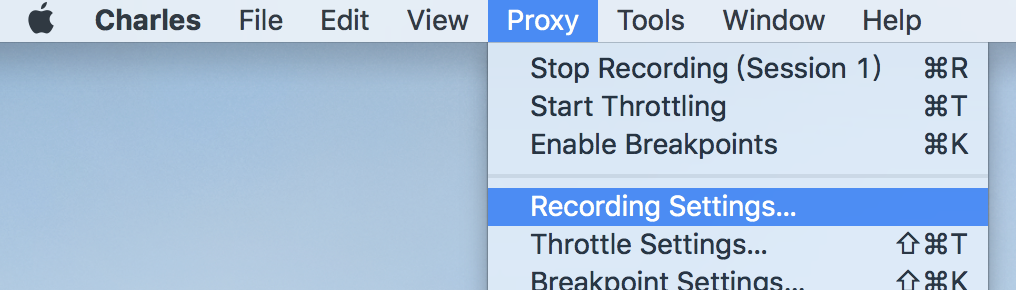 Charles File Edit View Proxy Tools Window Help
Stop Recording (Session 1) ⌘R
Start Throttling ⌘T
Enable Breakpoints ⌘K
Recording Settings...
Throttle Settings... ⇧⌘T
Breakpoint Settings... ⇧⌘K